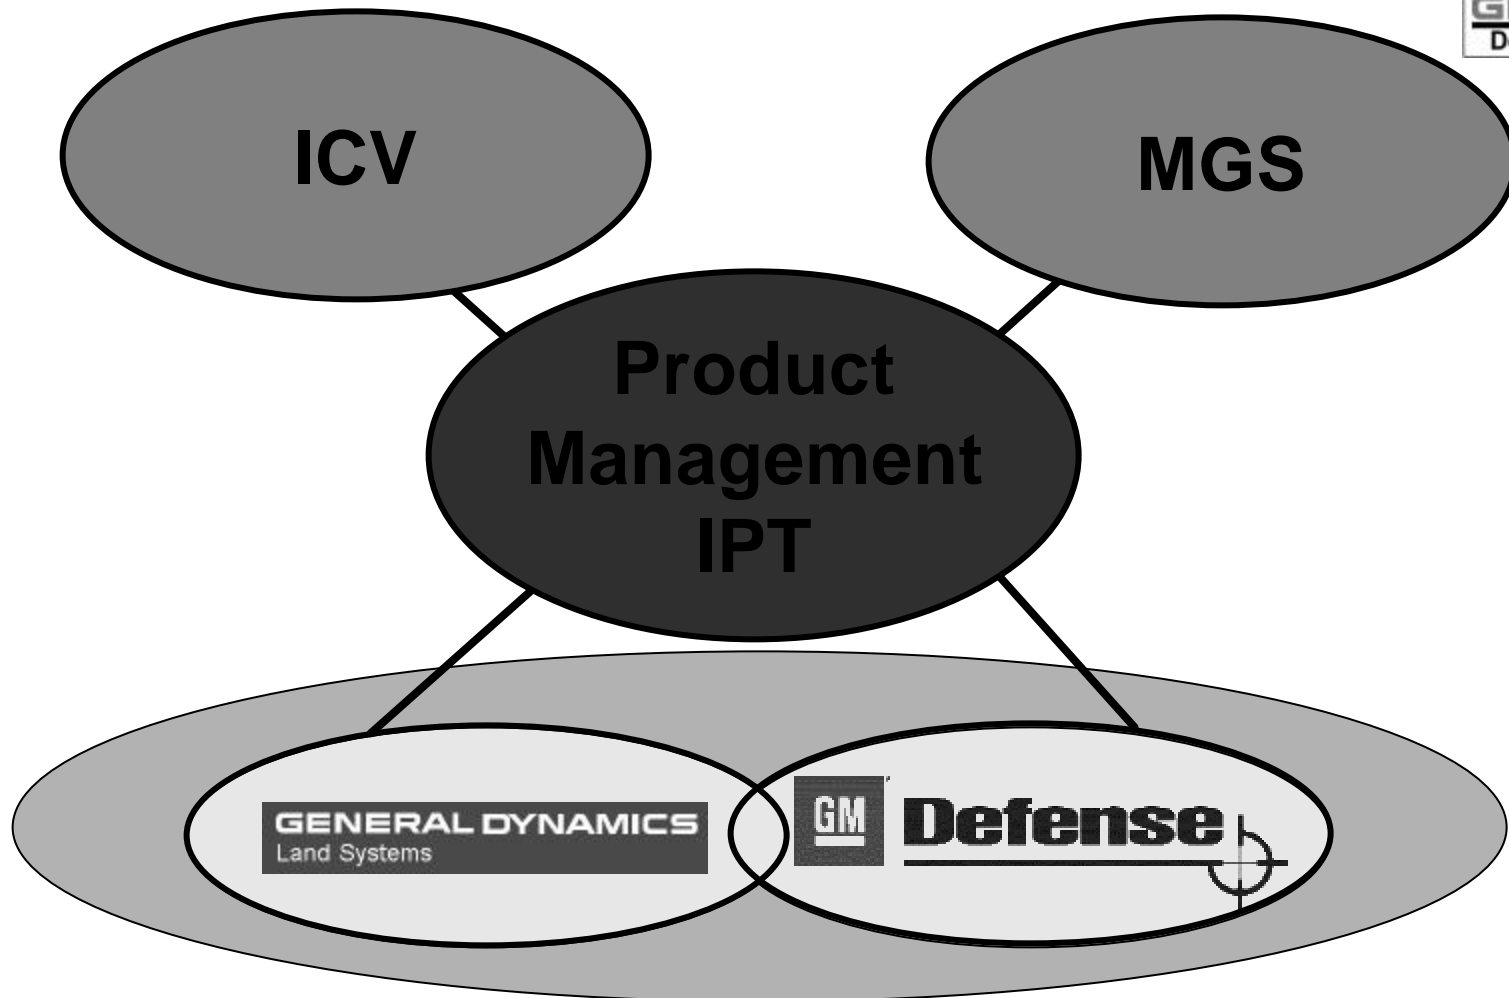 ICV
MGS
Product
Management
IPT
GENERAL DYNAMICS
Land Systems
GM
Defense